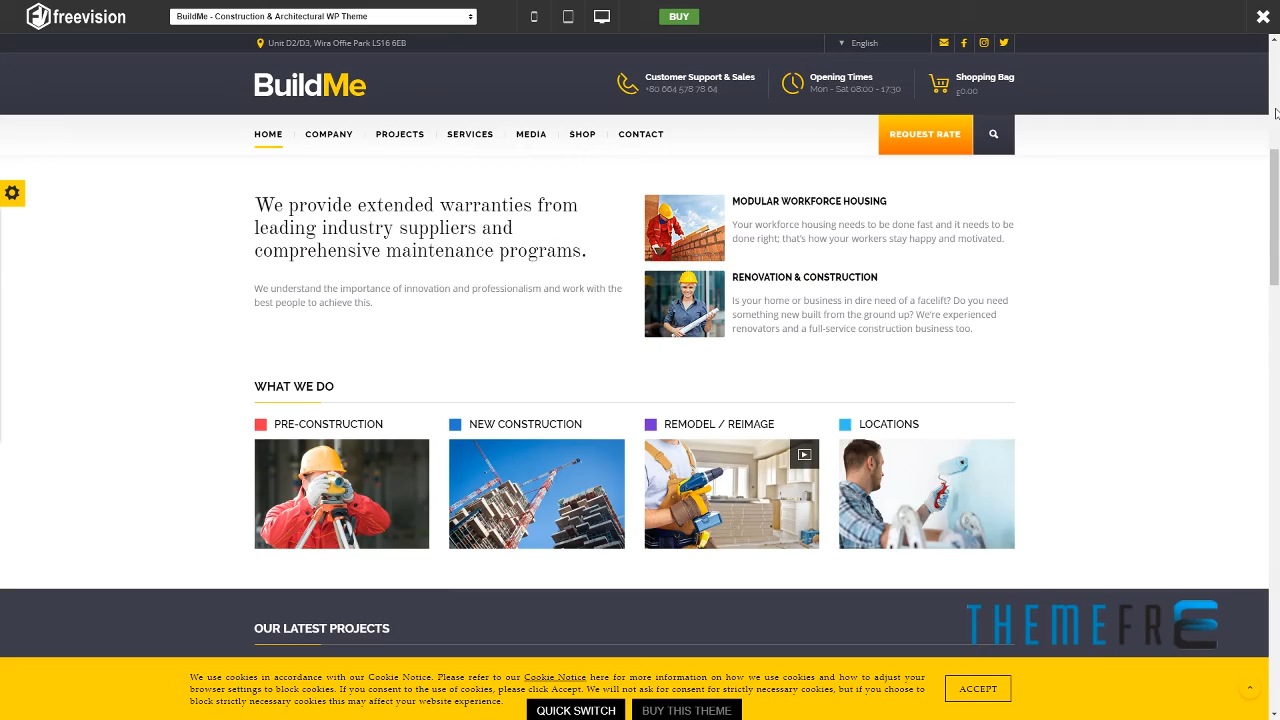 freevision
BuildMe - Construction & Architectural WP Theme
BUY
Unit D2/D3, Wira Offie Park LS16 6EB
English
BuildMe
Customer Support & Sales
+80 664 578 78 64
Opening Times
Mon - Sat 08:00 - 17:30
Shopping Bag
£0.00
HOME
COMPANY
PROJECTS
SERVICES
MEDIA
SHOP
CONTACT
REQUEST RATE
We provide extended warranties from
leading industry suppliers and
comprehensive maintenance programs.
We understand the importance of innovation and professionalism and work with the
best people to achieve this.
MODULAR WORKFORCE HOUSING
Your workforce housing needs to be done fast and it needs to be
done right; that's how your workers stay happy and motivated.
RENOVATION & CONSTRUCTION
Is your home or business in dire need of a facelift? Do you need
something new built from the ground up? We're experienced
renovators and a full-service construction business too.
WHAT WE DO
PRE-CONSTRUCTION
NEW CONSTRUCTION
REMODEL / REIMAGE
LOCATIONS
OUR LATEST PROJECTS
THEMEFRE
We use cookies in accordance with our Cookie Notice. Please refer to our Cookie Notice here for more information on how we use cookies and how to adjust your
browser settings to block cookies. If you consent to the use of cookies, please click Accept. We will not ask for consent for strictly necessary cookies, but if you choose to
block strictly necessary cookies this may affect your website experience.
ACCEPT
QUICK SWITCH
BUY THIS THEME